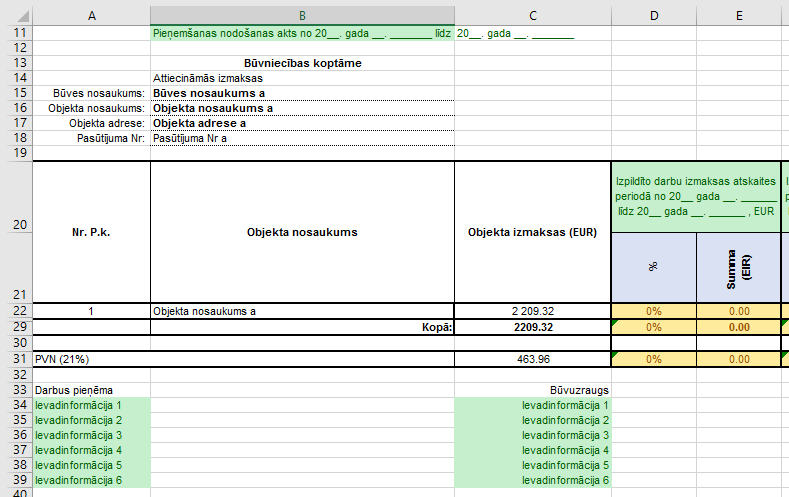 A B C D E
11 Pieņemšanas nodošanas akts no 20__. gada __. _______ līdz 20__. gada __. _______
12
13 Būvniecības koptāme
14 Attiecināmās izmaksas
15 Būves nosaukums: Būves nosaukums a
16 Objekta nosaukums: Objekta nosaukums a
17 Objekta adrese: Objekta adrese a
18 Pasūtījuma Nr: Pasūtījuma Nr a
19
Izpildīto darbu izmaksas atskaites
periodā no 20__ gada __. ______
līdz 20__ gada __. ______ , EUR
20
Nr. P.k. Objekta nosaukums Objekta izmaksas (EUR)
% Summa
(EIR)
21
22 1 Objekta nosaukums a 2 209.32 0% 0.00
29 Kopā: 2209.32 0% 0.00
30
31 PVN (21%) 463.96 0% 0.00
32
33 Darbus pieņēma Būvuzraugs
34 Ievadinformācija 1 Ievadinformācija 1
35 Ievadinformācija 2 Ievadinformācija 2
36 Ievadinformācija 3 Ievadinformācija 3
37 Ievadinformācija 4 Ievadinformācija 4
38 Ievadinformācija 5 Ievadinformācija 5
39 Ievadinformācija 6 Ievadinformācija 6
40